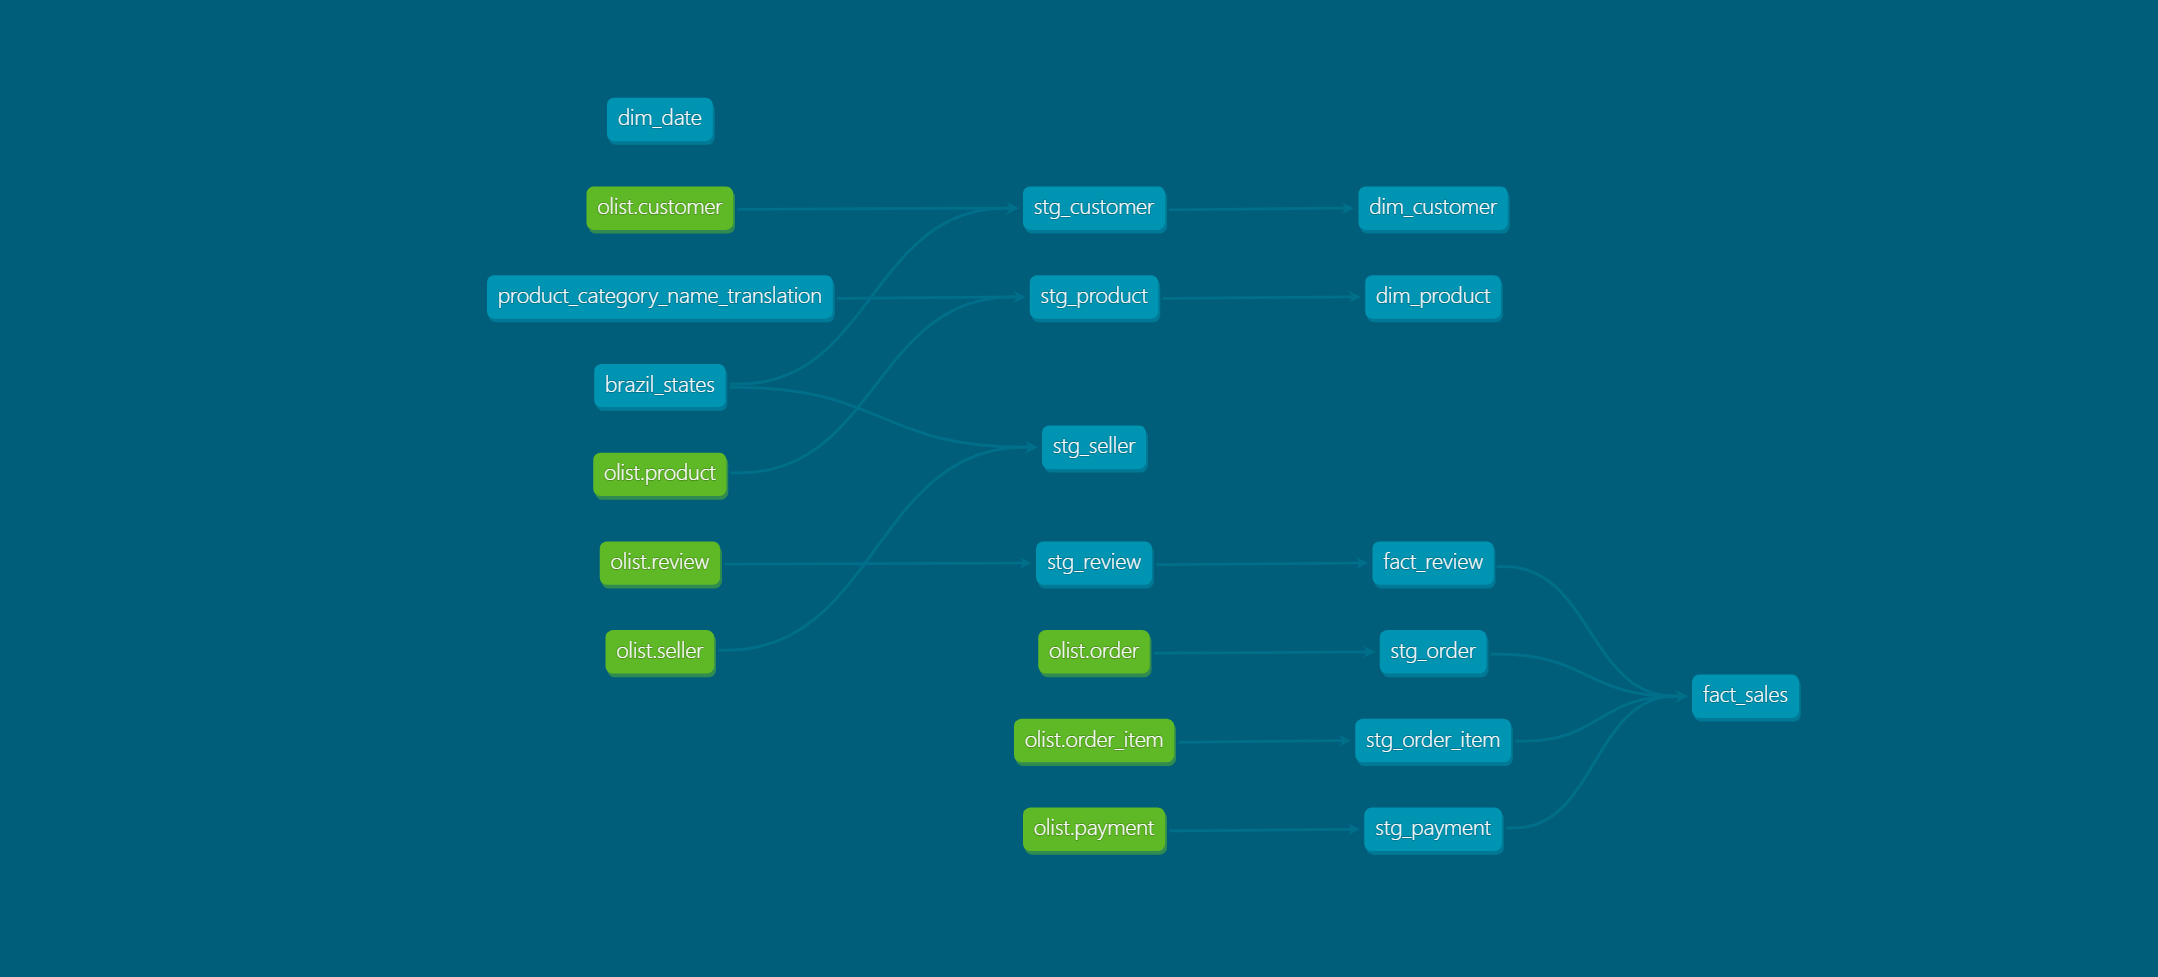 dim_date
olist.customer
stg_customer
dim_customer
product_category_name_translation
stg_product
dim_product
brazil_states
stg_seller
olist.product
olist.review
stg_review
fact_review
olist.seller
olist.order
stg_order
fact_sales
olist.order_item
stg_order_item
olist.payment
stg_payment